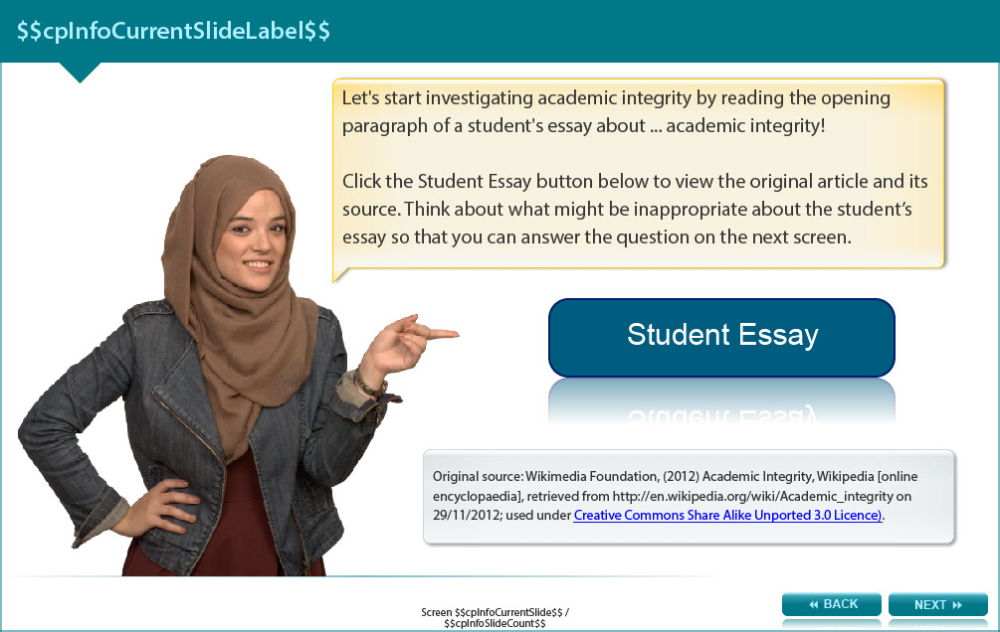 $$cpInfoCurrentSlideLabel$$
Let's start investigating academic integrity by reading the opening
paragraph of a student's essay about ... academic integrity!
Click the Student Essay button below to view the original article and its
source. Think about what might be inappropriate about the student’s
essay so that you can answer the question on the next screen.
Student Essay
Original source: Wikimedia Foundation, (2012) Academic Integrity, Wikipedia [online
encyclopaedia], retrieved from http://en.wikipedia.org/wiki/Academic_integrity on
29/11/2012; used under Creative Commons Share Alike Unported 3.0 Licence).
Screen $$cpInfoCurrentSlide$$ /
$$cpInfoSlideCount$$
BACK
NEXT